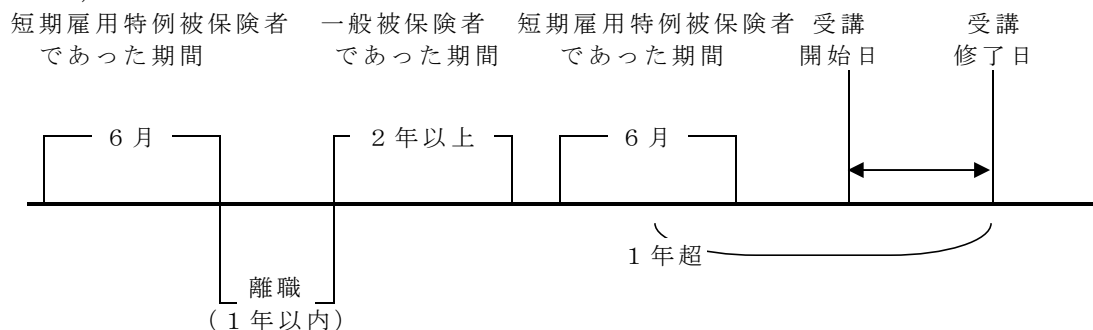 短期雇用特例被保険者 一般被保険者 短期雇用特例被保険者 受講 受講
であった期間 であった期間 であった期間 開始日 修了日
6月 2年以上 6月
1年超
離職
(1年以内)